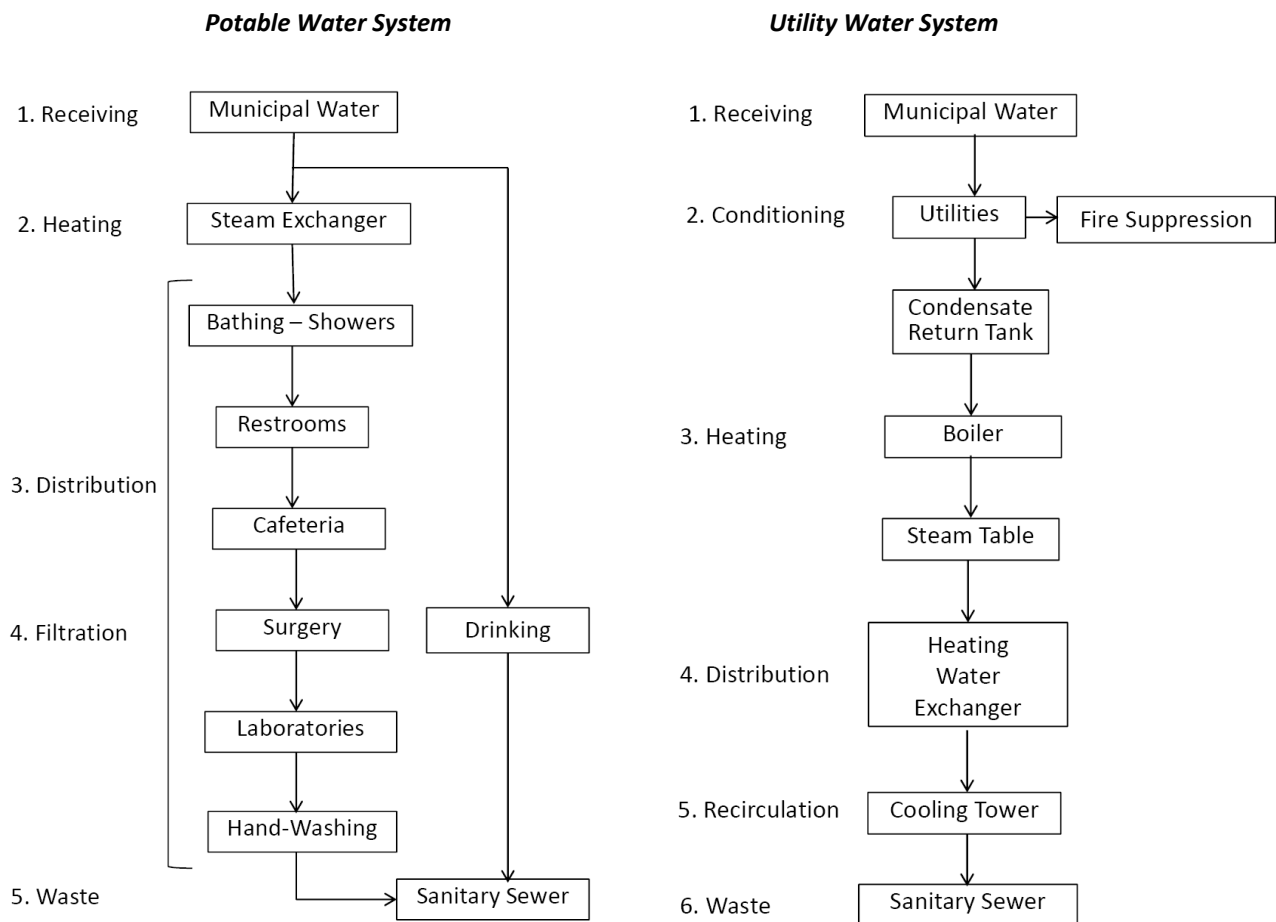 Potable Water System
1. Receiving
Municipal Water
2. Heating
Steam Exchanger
Bathing – Showers
Restrooms
3. Distribution
Cafeteria
4. Filtration
Surgery
Drinking
Laboratories
Hand-Washing
5. Waste
Sanitary Sewer
Utility Water System
1. Receiving
Municipal Water
2. Conditioning
Utilities
Fire Suppression
Condensate
Return Tank
3. Heating
Boiler
Steam Table
4. Distribution
Heating
Water
Exchanger
5. Recirculation
Cooling Tower
6. Waste
Sanitary Sewer